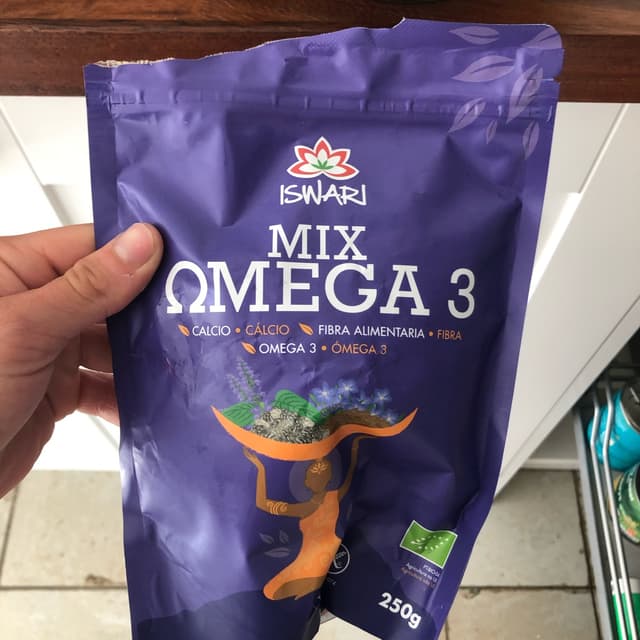 ISWARI
MIX
ΩMEGA 3
CALCIO • CÁLCIO FIBRA ALIMENTARIA • FIBRA
OMEGA 3 • ÓMEGA 3
250g